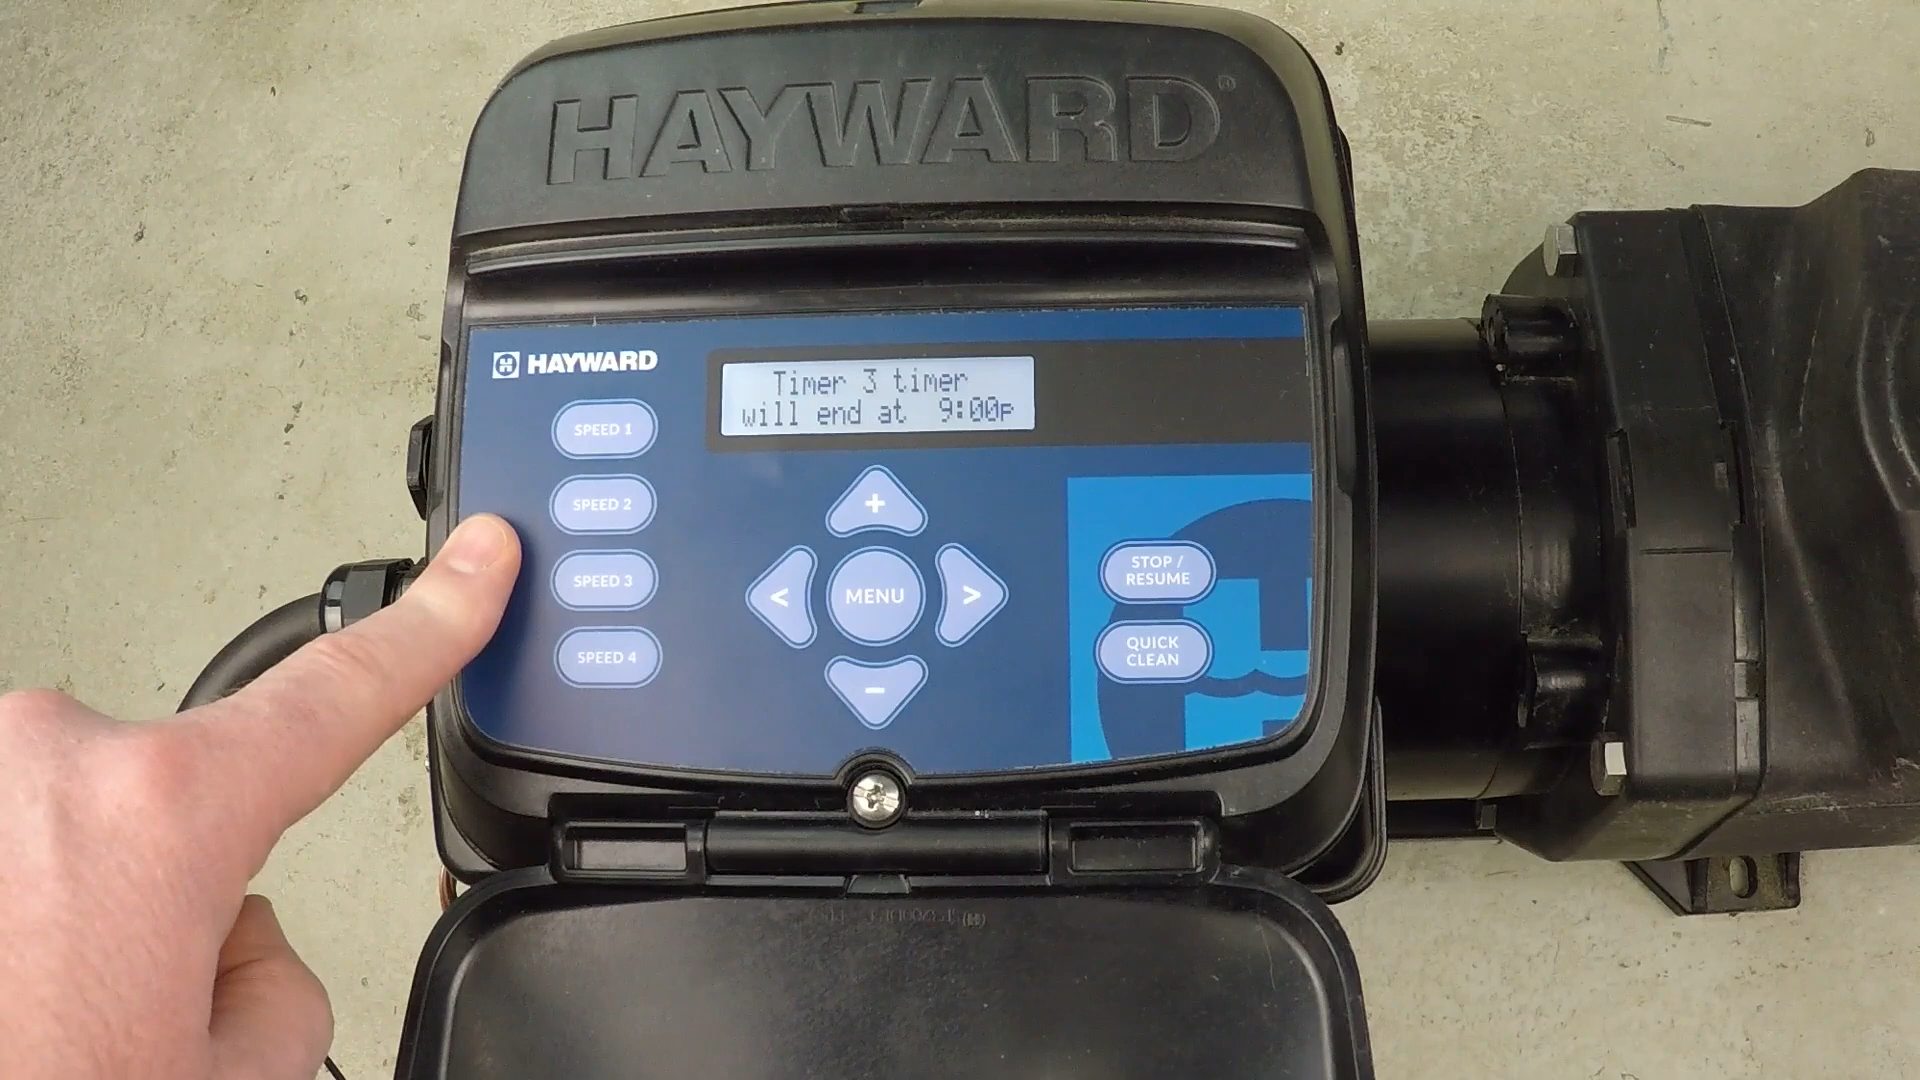 HAYWARD®
HAYWARD
Timer 3 timer
will end at 9:00p
SPEED 1
SPEED 2
SPEED 3
SPEED 4
+
<
MENU
>
-
STOP /
RESUME
QUICK
CLEAN